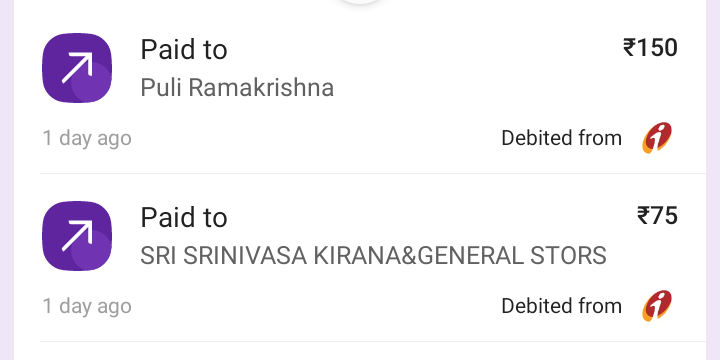 Paid to
₹150
Puli Ramakrishna
1 day ago
Debited from
Paid to
₹75
SRI SRINIVASA KIRANA&GENERAL STORS
1 day ago
Debited from